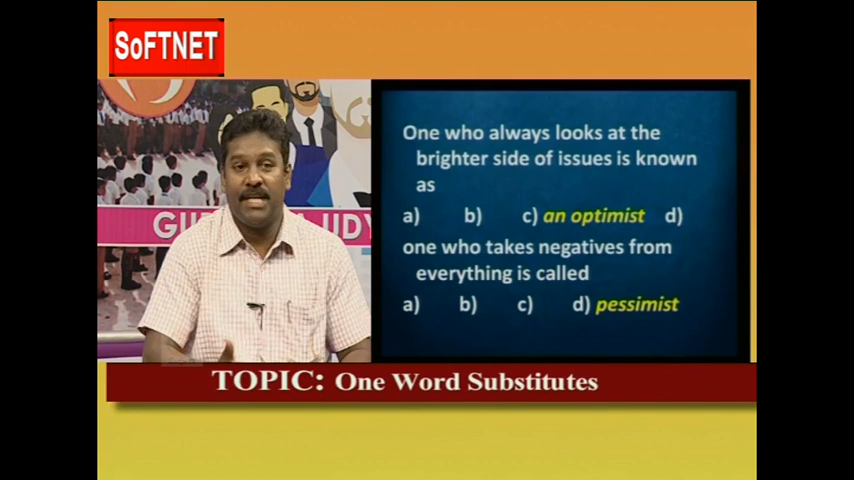 SoFTNET
One who always looks at the
brighter side of issues is known
as
a) b) c) an optimist d)
one who takes negatives from
everything is called
a) b) c) d) pessimist
TOPIC: One Word Substitutes